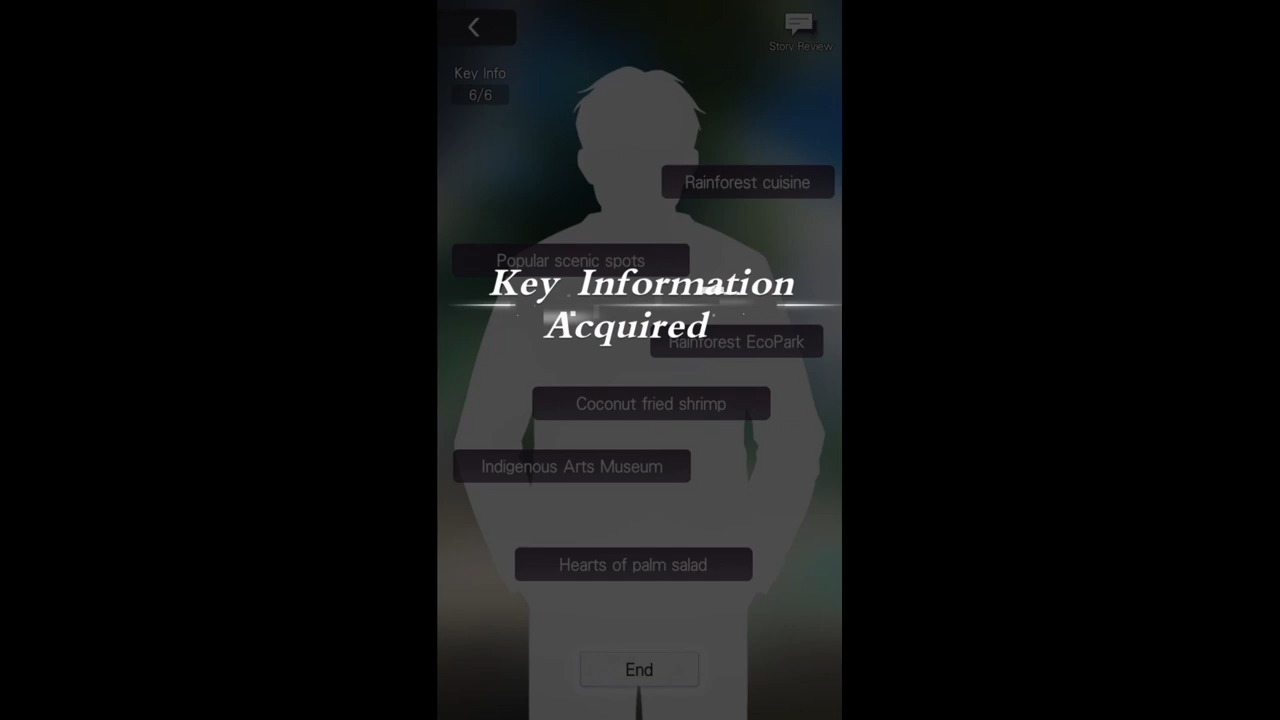 Story Review
Key Info
6/6
Rainforest cuisine
Popular scenic spots
Key Information
Acquired
Rainforest EcoPark
Coconut fried shrimp
Indigenous Arts Museum
Hearts of palm salad
End